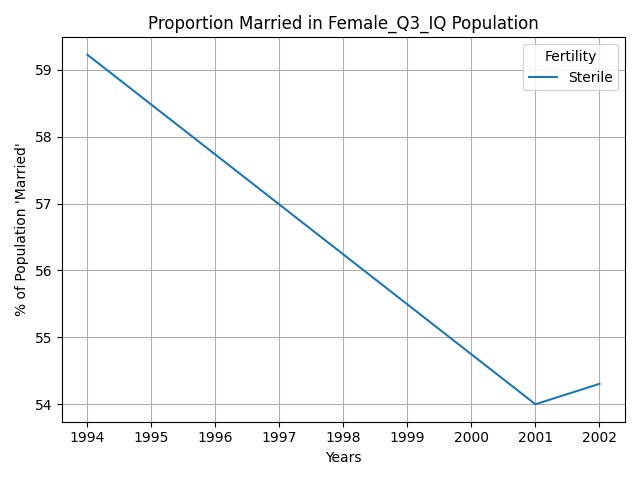 Proportion Married in Female_Q3_IQ Population
Fertility
Sterile
% of Population 'Married'
59
58
57
56
55
54
1994 1995 1996 1997 1998 1999 2000 2001 2002
Years